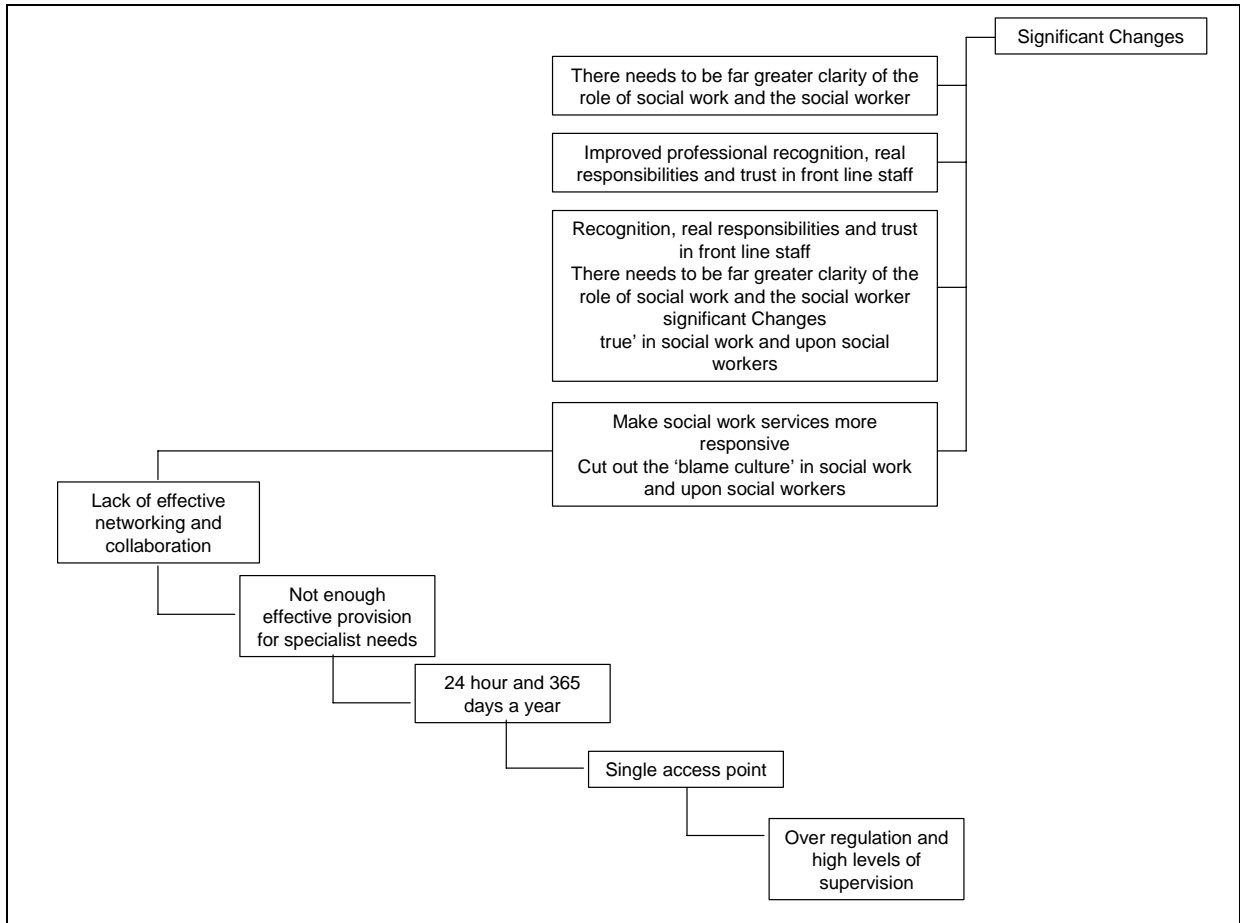 Significant Changes
There needs to be far greater clarity of the
role of social work and the social worker
Improved professional recognition, real
responsibilities and trust in front line staff
Recognition, real responsibilities and trust
in front line staff
There needs to be far greater clarity of the
role of social work and the social worker
significant Changes
true’ in social work and upon social
workers
Make social work services more
responsive
Cut out the ‘blame culture’ in social work
and upon social workers
Lack of effective
networking and
collaboration
Not enough
effective provision
for specialist needs
24 hour and 365
days a year
Single access point
Over regulation and
high levels of
supervision